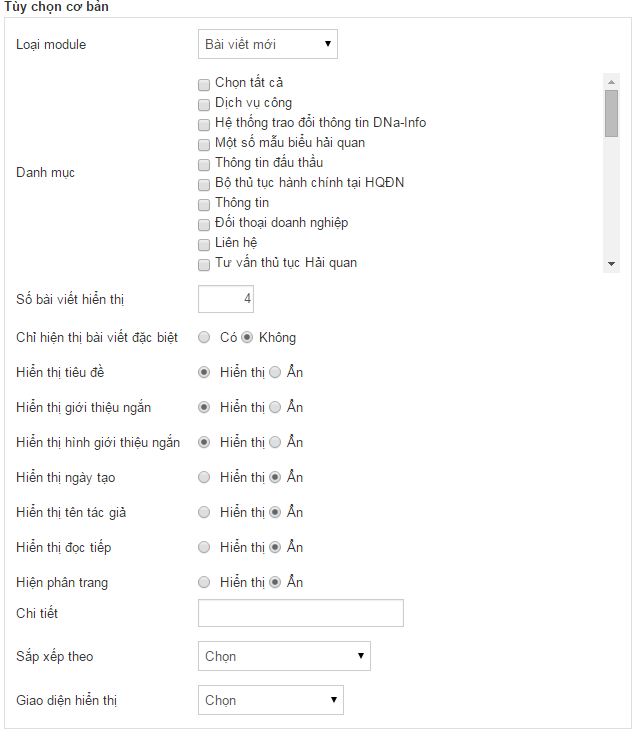 Tùy chọn cơ bản
Loại module Bài viết mới
Chọn tất cả
Dịch vụ công
Hệ thống trao đổi thông tin DNa-Info
Một số mẫu biểu hải quan
Thông tin đấu thầu
Danh mục
Bộ thủ tục hành chính tại HQĐN
Thông tin
Đối thoại doanh nghiệp
Liên hệ
Tư vấn thủ tục Hải quan
Số bài viết hiển thị 4
Chỉ hiện thị bài viết đặc biệt Có Không
Hiển thị tiêu đề Hiển thị Ẩn
Hiển thị giới thiệu ngắn Hiển thị Ẩn
Hiển thị hình giới thiệu ngắn Hiển thị Ẩn
Hiển thị ngày tạo Hiển thị Ẩn
Hiển thị tên tác giả Hiển thị Ẩn
Hiển thị đọc tiếp Hiển thị Ẩn
Hiện phân trang Hiển thị Ẩn
Chi tiết
Sắp xếp theo Chọn
Giao diện hiển thị Chọn